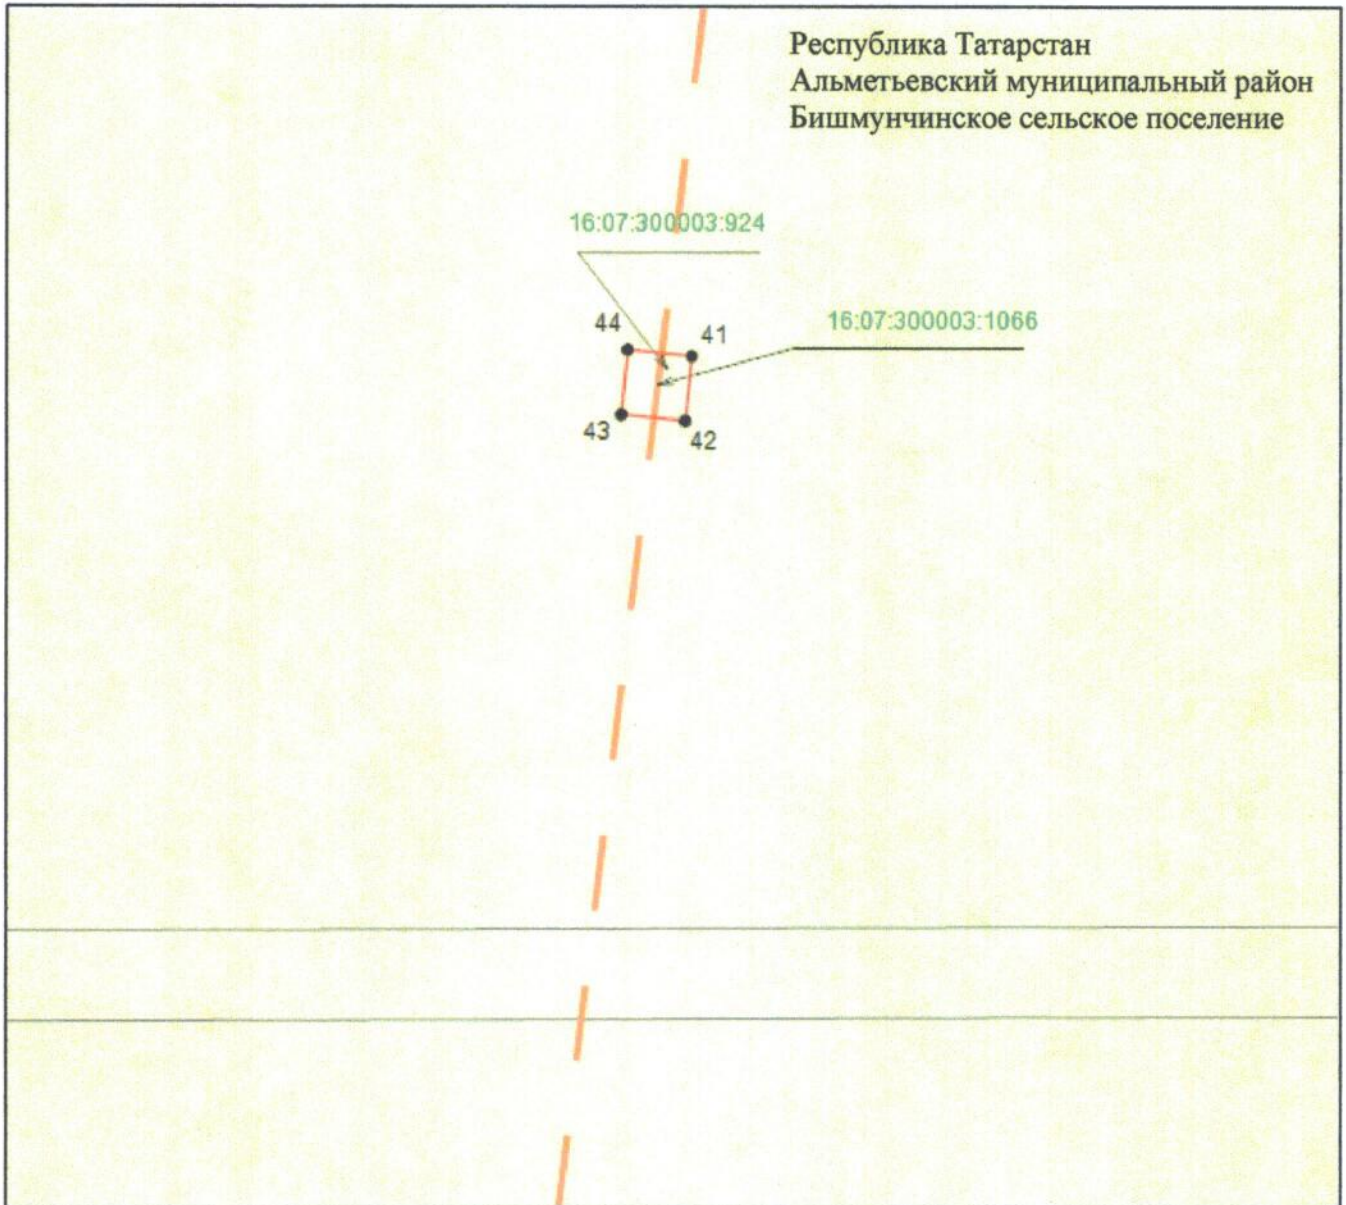 Республика Татарстан
Альметьевский муниципальный район
Бишмунчинское сельское поселение
16:07:300003:924
16:07:300003:1066
44
41
43
42